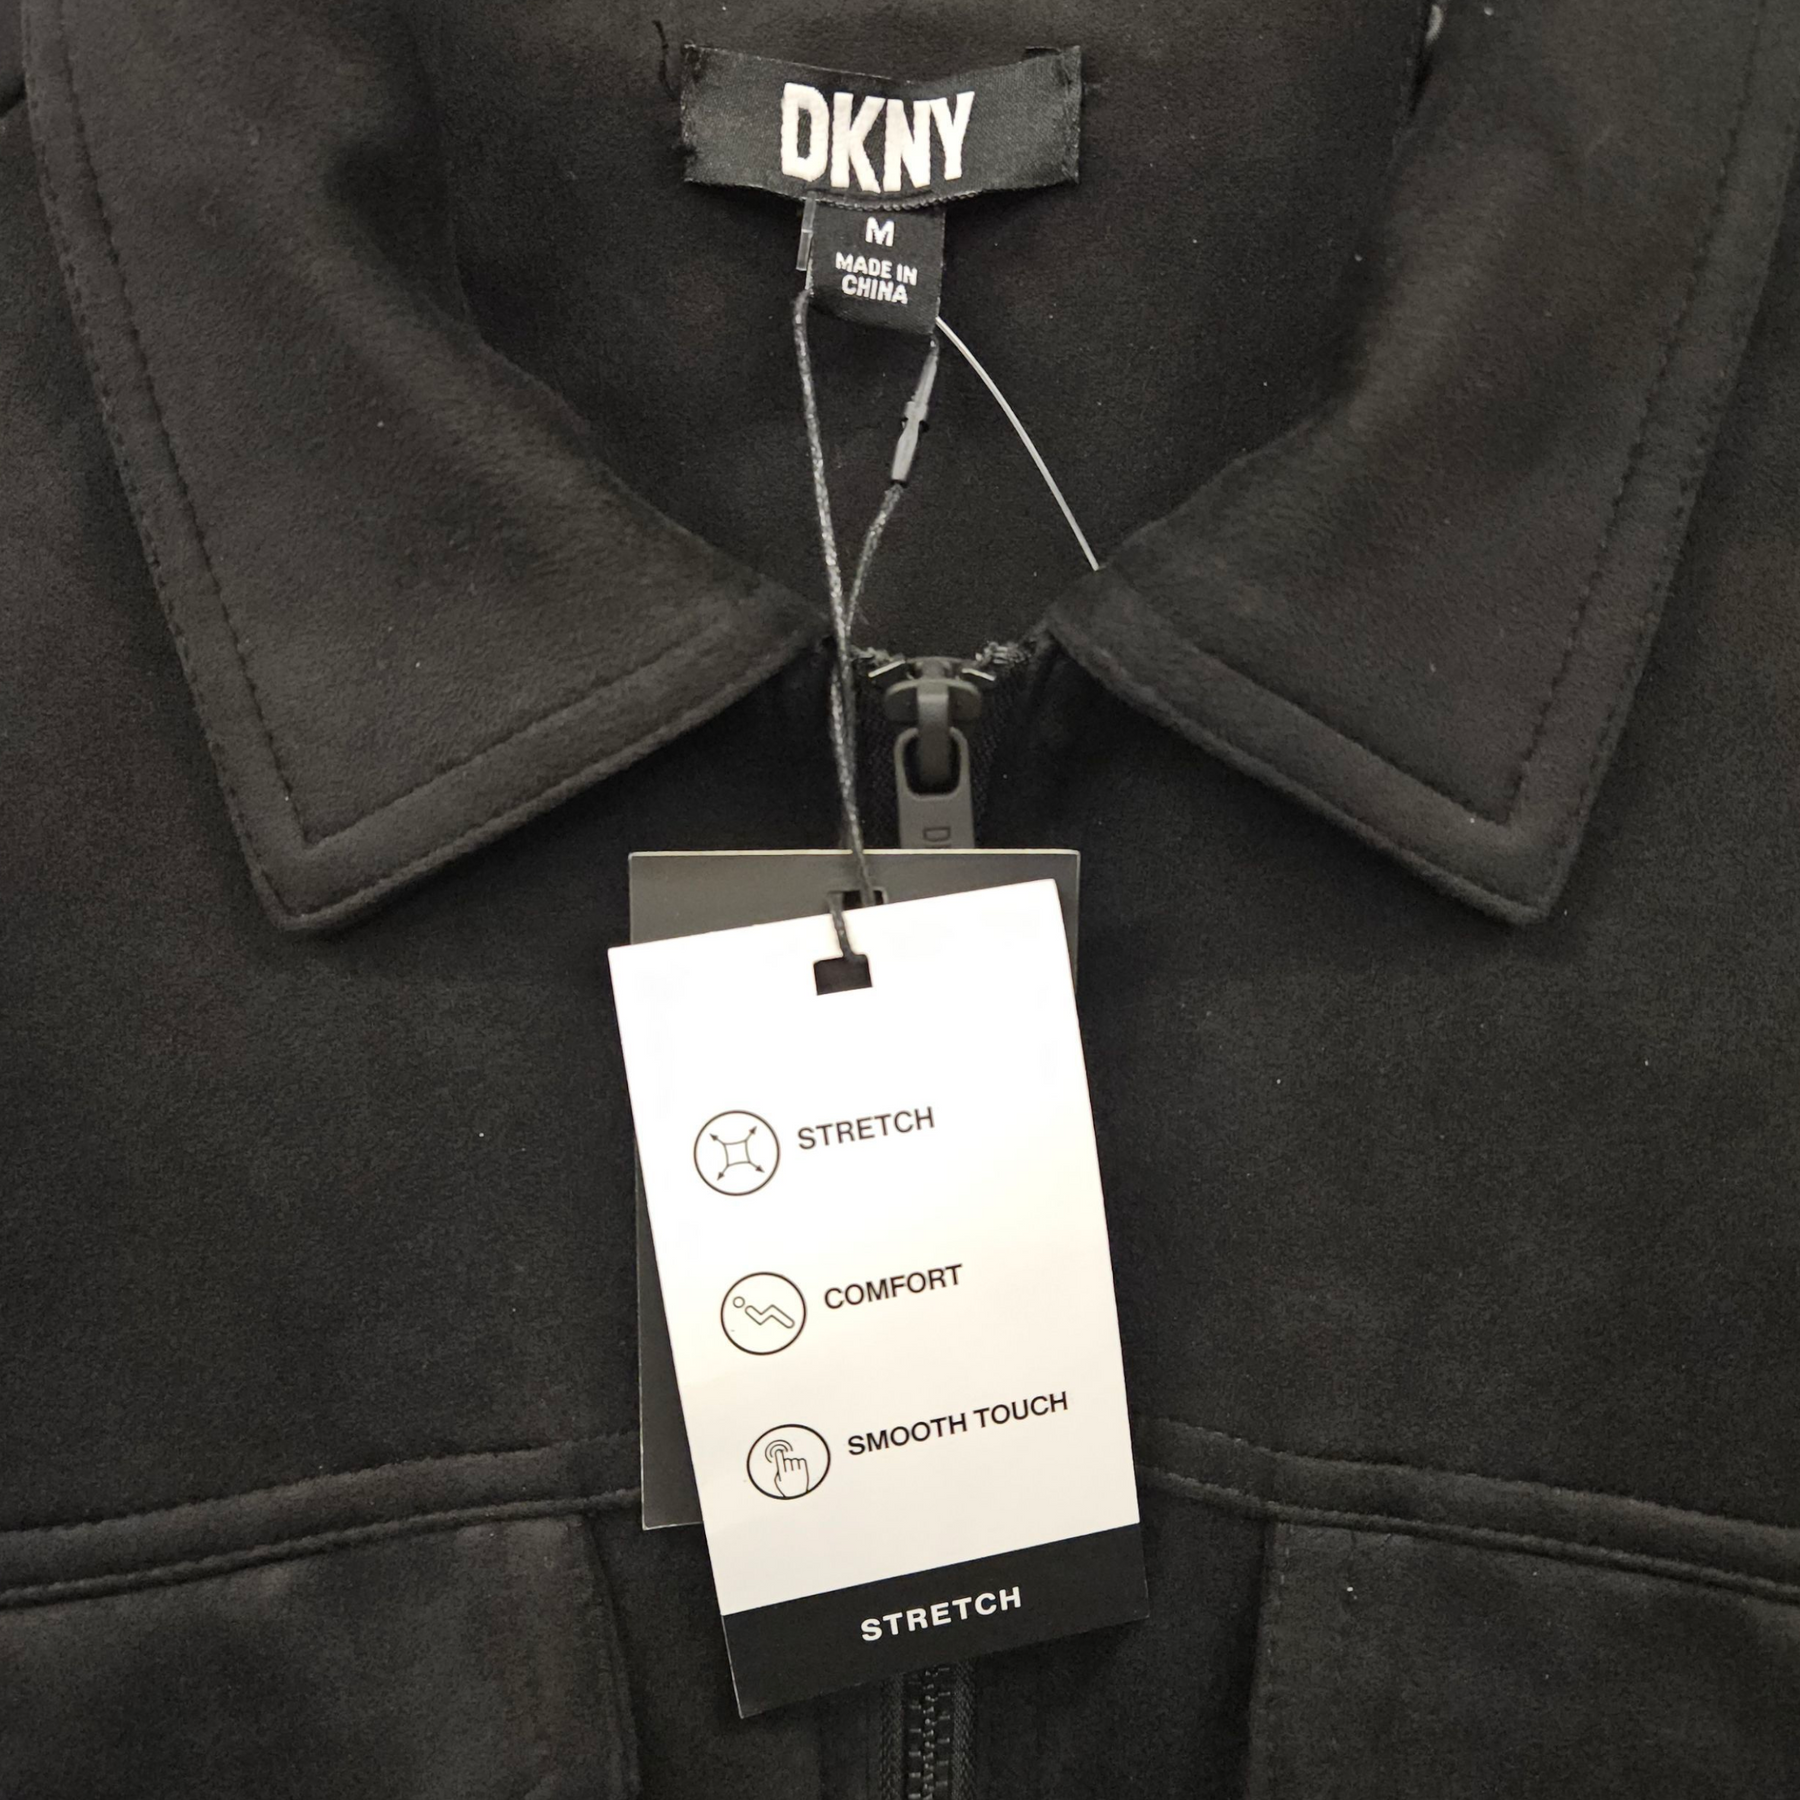 DKNY
M
MADE IN
CHINA
D
STRETCH
COMFORT
SMOOTH TOUCH
STRETCH